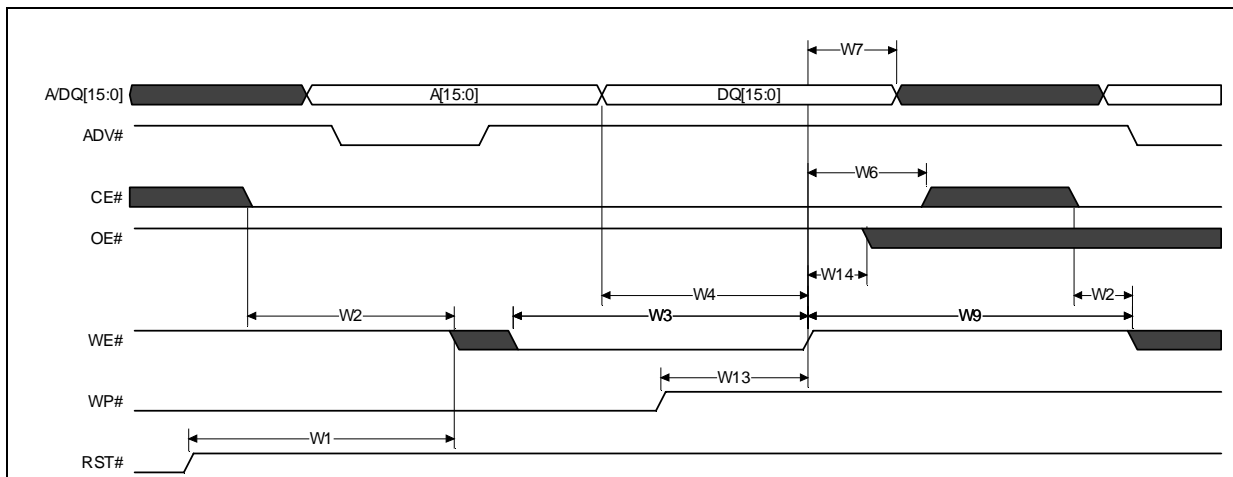 W7
A/DQ[15:0]
A[15:0]
DQ[15:0]
ADV#
W6
CE#
OE#
W14
W4
W2
W2
W3
W9
WE#
W13
WP#
W1
RST#